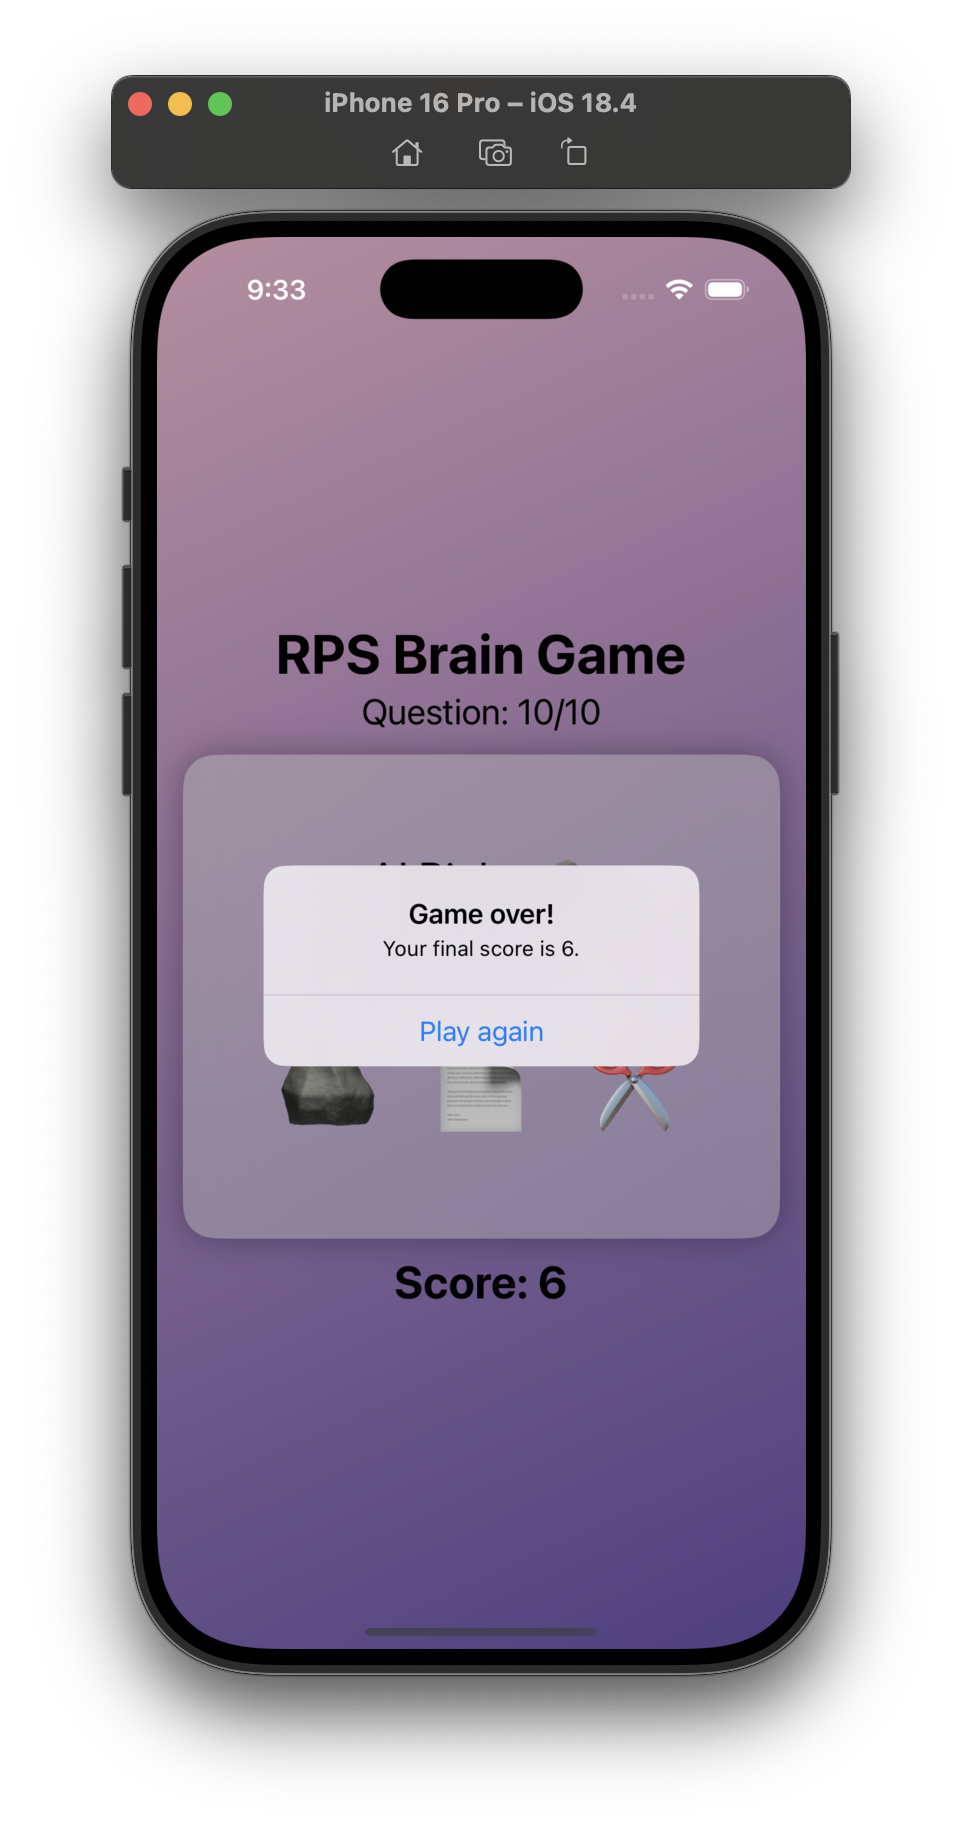 iPhone 16 Pro – iOS 18.4
9:33
RPS Brain Game
Question: 10/10
Game over!
Your final score is 6.
Play again
Score: 6